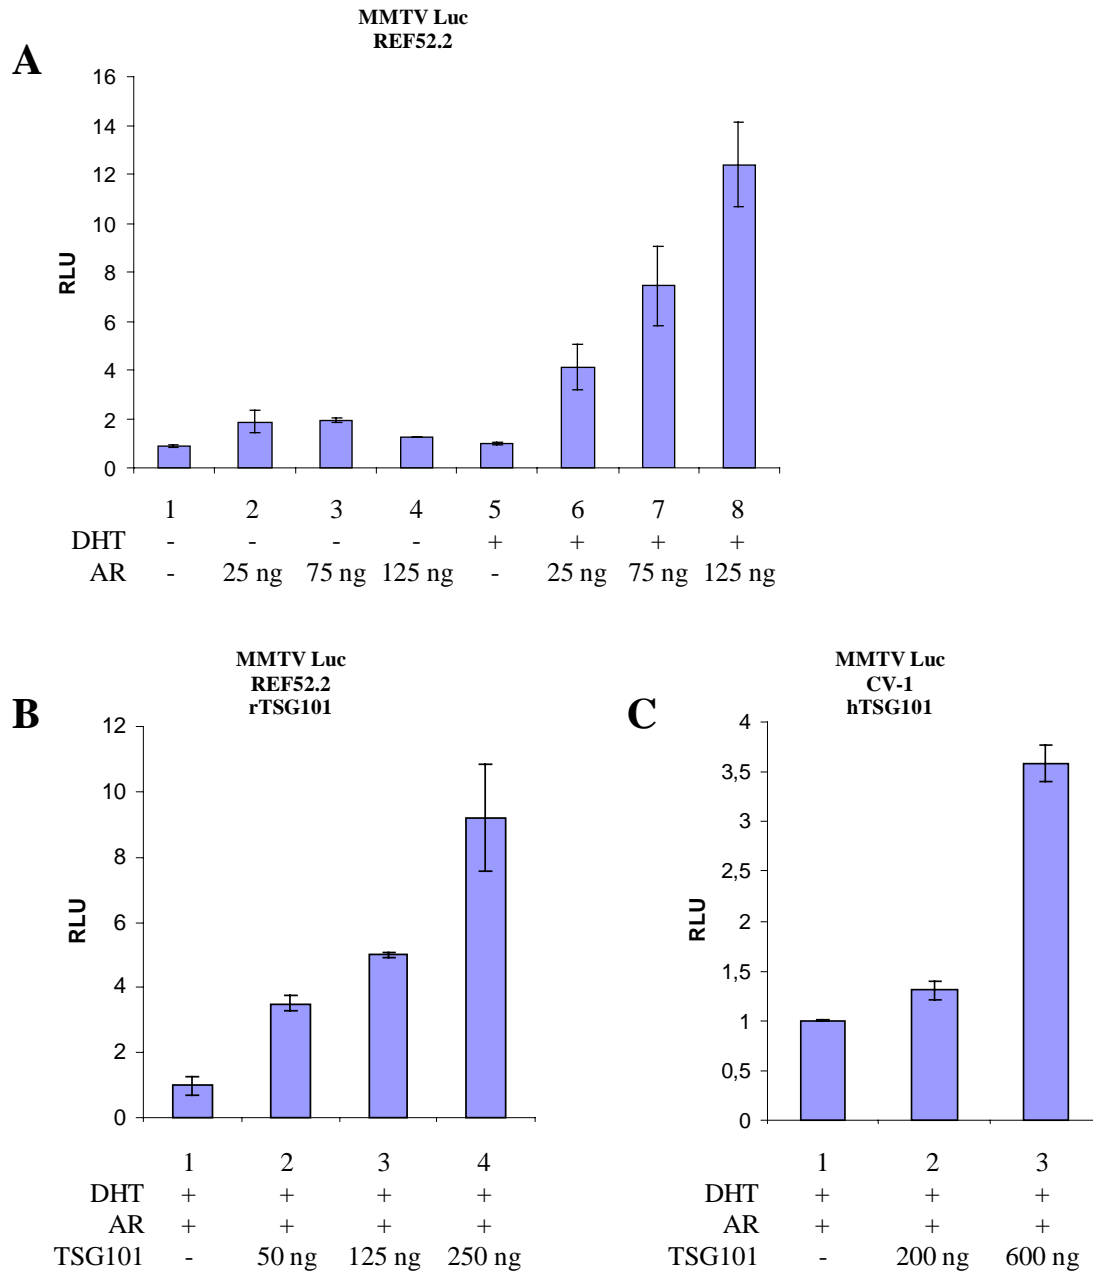 MMTV Luc
REF52.2
A
16
14
12
10
8
6
4
2
0
RLU
1 2 3 4 5 6 7 8
DHT - - - - + + + +
AR - 25 ng 75 ng 125 ng - 25 ng 75 ng 125 ng
MMTV Luc
REF52.2
rTSG101
B
12
10
8
6
4
2
0
RLU
1 2 3 4
DHT + + + +
AR + + + +
TSG101 - 50 ng 125 ng 250 ng
MMTV Luc
CV-1
hTSG101
C
4
3,5
3
2,5
2
1,5
1
0,5
0
RLU
1 2 3
DHT + + +
AR + + +
TSG101 - 200 ng 600 ng